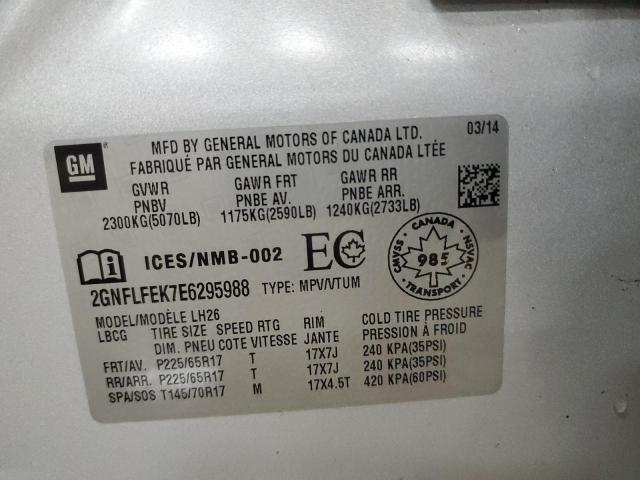 GM ®
MFD BY GENERAL MOTORS OF CANADA LTD. 03/14
FABRIQUÉ PAR GENERAL MOTORS DU CANADA LTÉE
GVWR GAWR FRT GAWR RR
PNBV PNBE AV. PNBE ARR.
2300KG(5070LB) 1175KG(2590LB) 1240KG(2733LB)
ICES/NMB-002 EC
CANADA
CMVSS 985 NSVAC
TRANSPORT
2GNFLFEK7E6295988 TYPE: MPV/VTUM
MODEL/MODÈLE LH26
LBCG TIRE SIZE SPEED RTG RIM COLD TIRE PRESSURE
DIM. PNEU COTE VITESSE JANTE PRESSION À FROID
FRT/AV. P225/65R17 T 17X7J 240 KPA(35PSI)
RR/ARR. P225/65R17 T 17X7J 240 KPA(35PSI)
SPA/SOS T145/70R17 M 17X4.5T 420 KPA(60PSI)